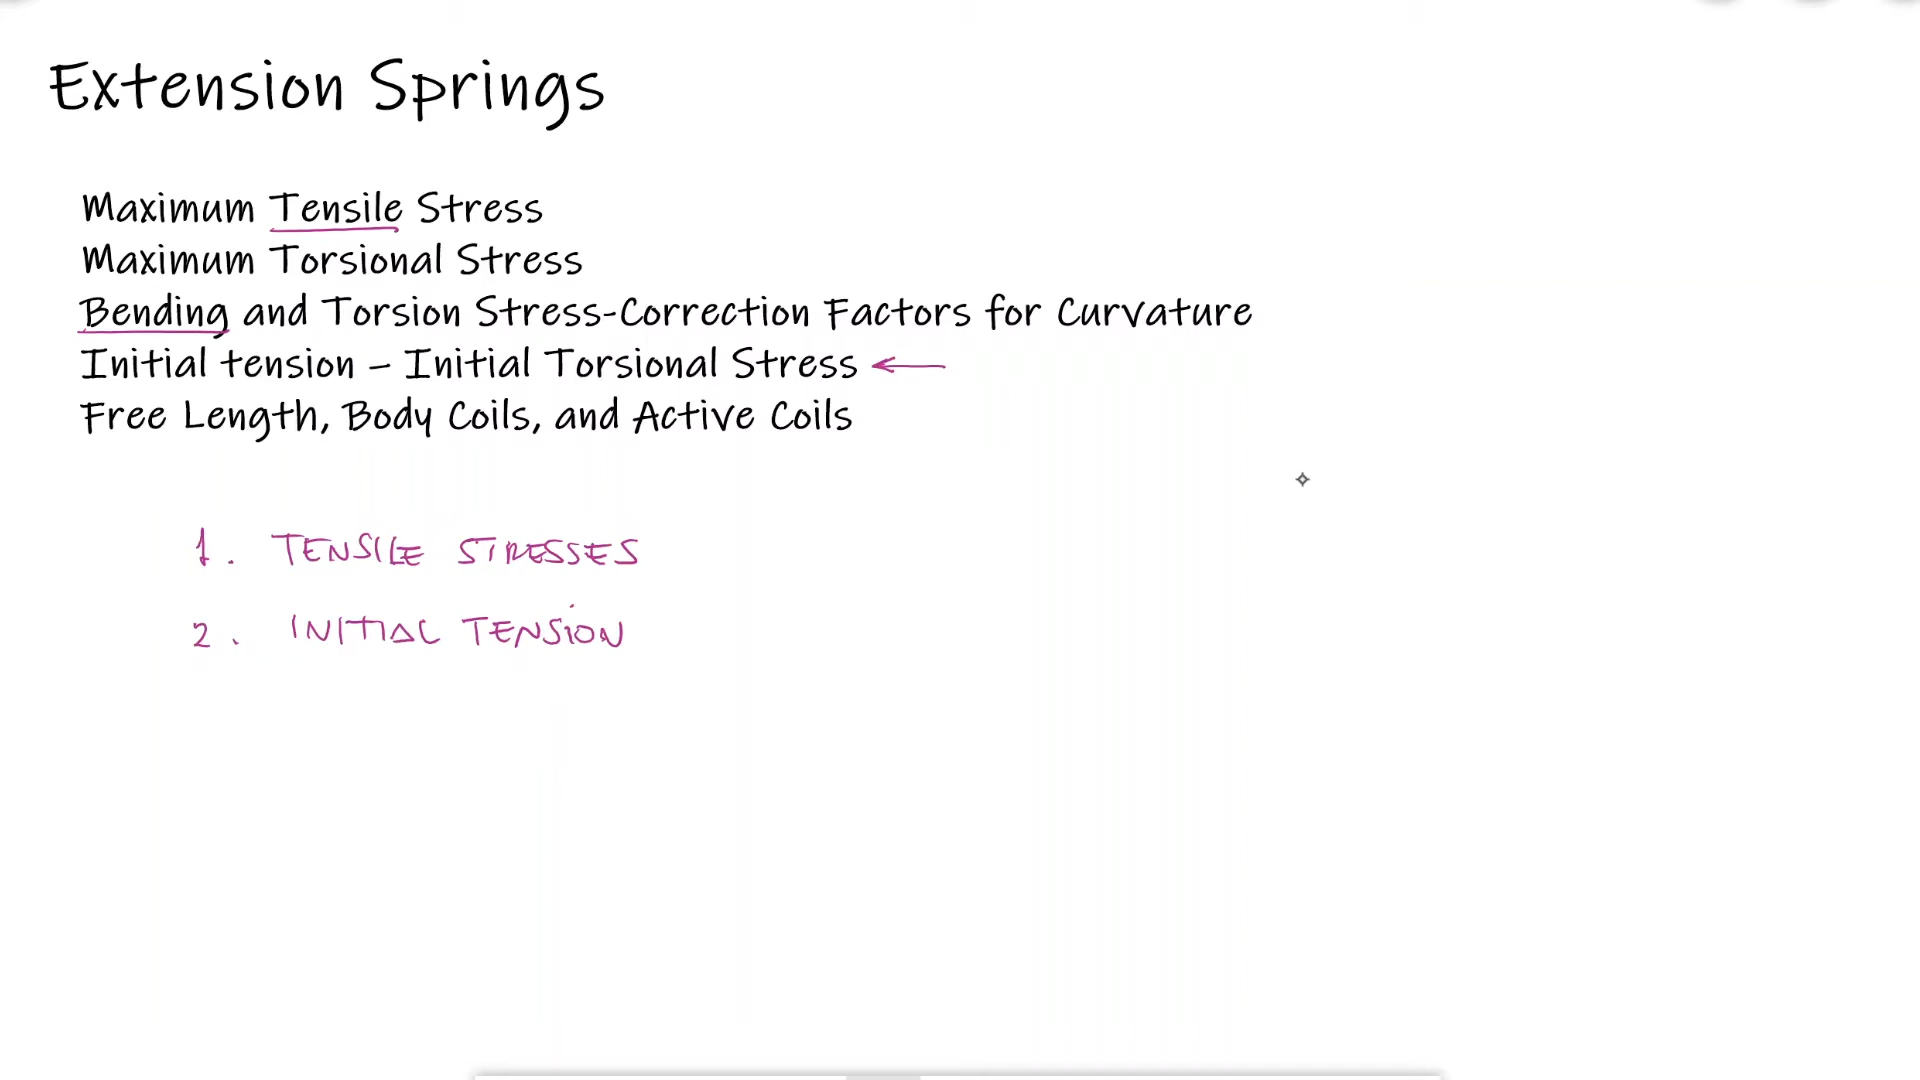 Extension Springs
Maximum Tensile Stress
Maximum Torsional Stress
Bending and Torsion Stress-Correction Factors for Curvature
Initial tension – Initial Torsional Stress
Free Length, Body Coils, and Active Coils
1. TENSILE STRESSES
2. INITIAL TENSION